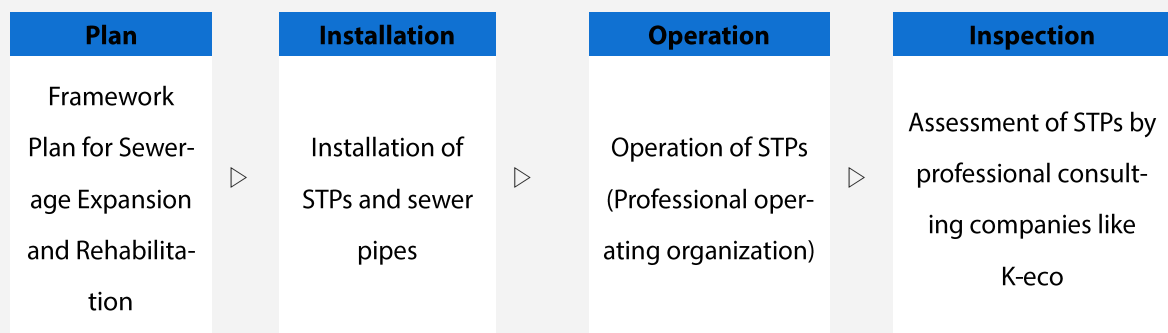 Plan
Framework
Plan for Sewer-
age Expansion
and Rehabilita-
tion
Installation
Installation of
STPs and sewer
pipes
Operation
Operation of STPs
(Professional oper-
ating organization)
Inspection
Assessment of STPs by
professional consult-
ing companies like
K-eco